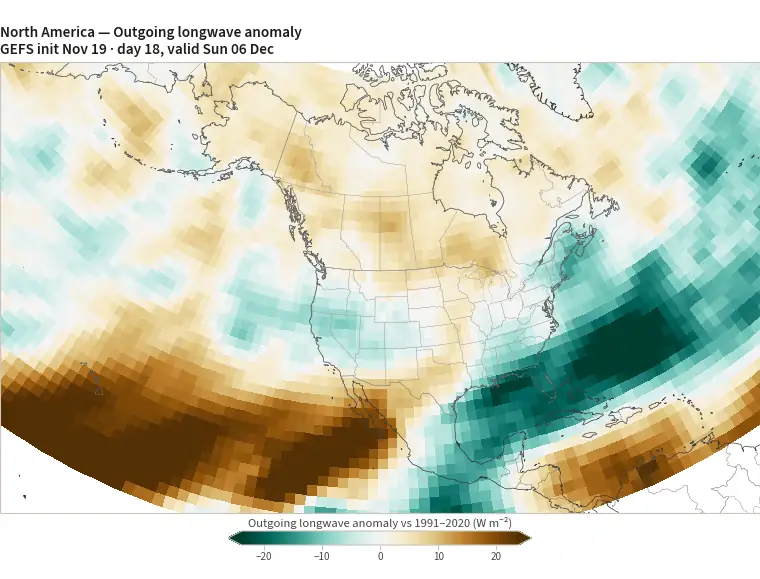 North America — Outgoing longwave anomaly
GEFS init Nov 19 · day 18, valid Sun 06 Dec
Outgoing longwave anomaly vs 1991–2020 (W m⁻²)
−20 −10 0 10 20